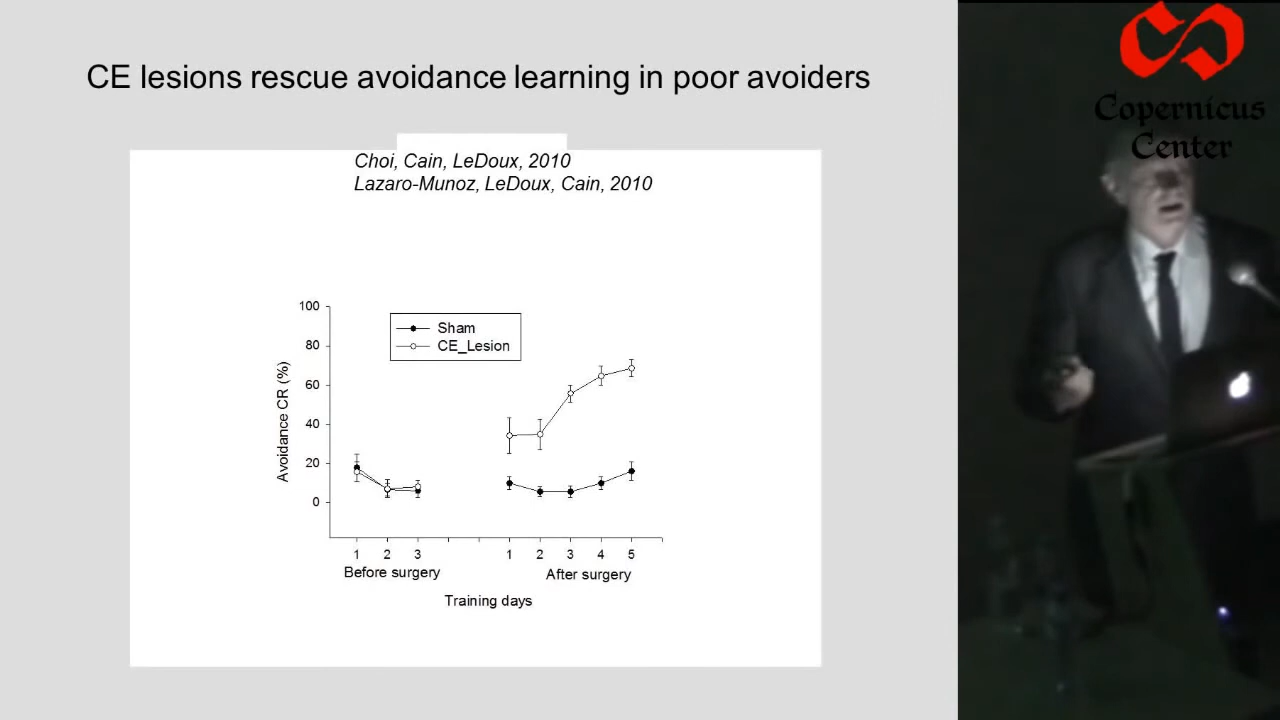 CE lesions rescue avoidance learning in poor avoiders
Choi, Cain, LeDoux, 2010
Lazaro-Munoz, LeDoux, Cain, 2010
100
80
60
40
20
0
Avoidance CR (%)
Sham
CE_Lesion
1 2 3 1 2 3 4 5
Before surgery After surgery
Training days
Copernicus
Center